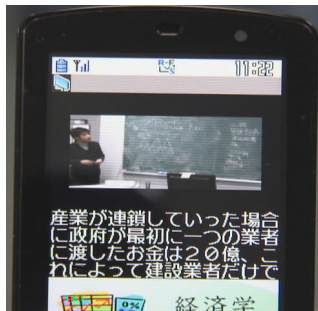 R-F
S
11:22
産業が連鎖していった場合
に政府が最初に一つの業者
に渡したお金は20億、こ
れによって建設業者だけで
0%
経済学